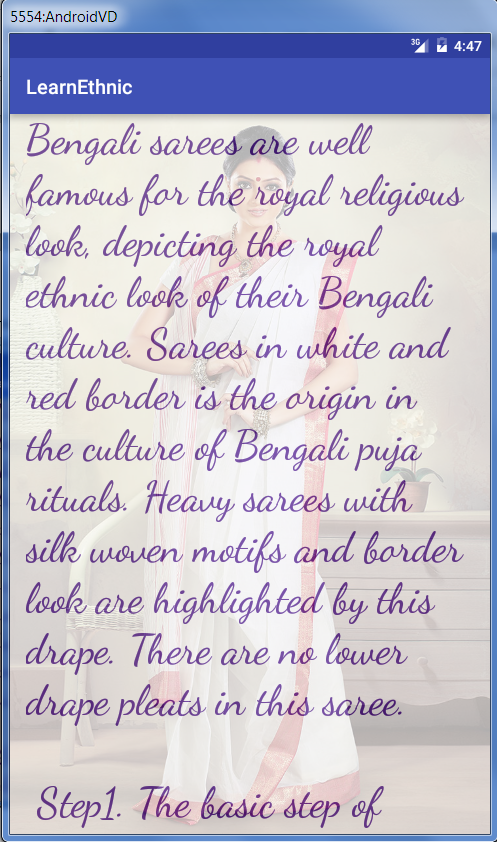 5554:AndroidVD
3G 4:47
LearnEthnic
Bengali sarees are well
famous for the royal religious
look, depicting the royal
ethnic look of their Bengali
culture. Sarees in white and
red border is the origin in
the culture of Bengali puja
rituals. Heavy sarees with
silk woven motifs and border
look are highlighted by this
drape. There are no lower
drape pleats in this saree.
Step1. The basic step of